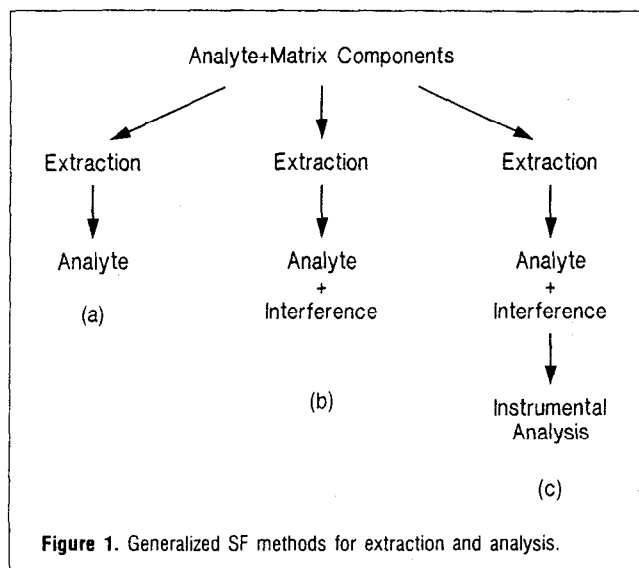 Analyte+Matrix Components
Extraction
Analyte
(a)
Extraction
Analyte
+
Interference
(b)
Extraction
Analyte
+
Interference
Instrumental
Analysis
(c)
Figure 1. Generalized SF methods for extraction and analysis.